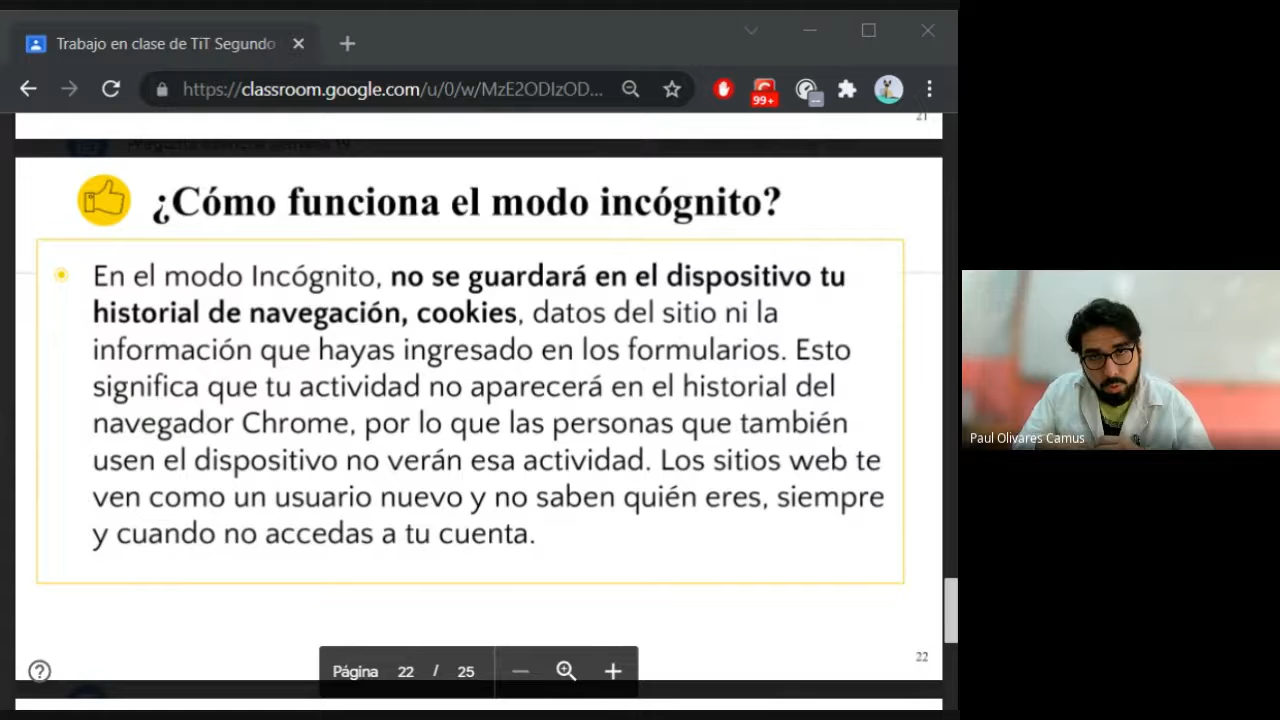 Trabajo en clase de TiT Segundo
https://classroom.google.com/u/0/w/MzE2ODIzOD...
99+
21
¿Cómo funciona el modo incógnito?
En el modo Incógnito, no se guardará en el dispositivo tu
historial de navegación, cookies, datos del sitio ni la
información que hayas ingresado en los formularios. Esto
significa que tu actividad no aparecerá en el historial del
navegador Chrome, por lo que las personas que también
usen el dispositivo no verán esa actividad. Los sitios web te
ven como un usuario nuevo y no saben quién eres, siempre
y cuando no accedas a tu cuenta.
Paul Olivares Camus
22
Página 22 / 25